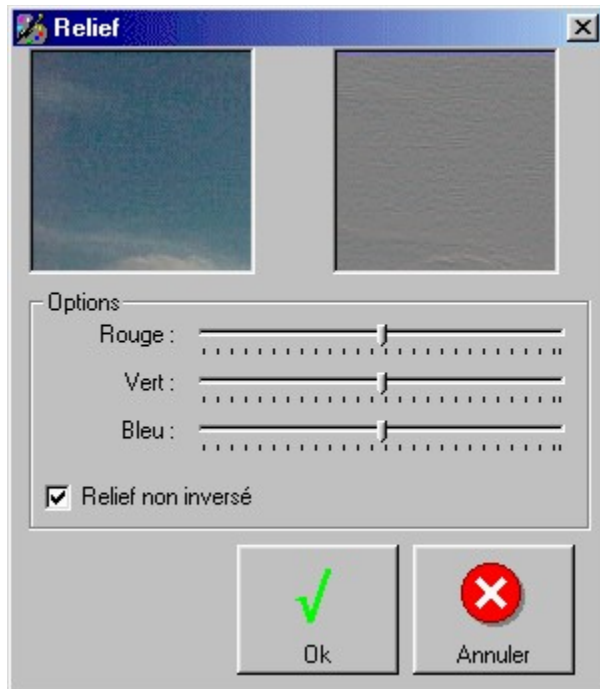 Relief
Options
Rouge :
Vert :
Bleu :
Relief non inversé
Ok
Annuler